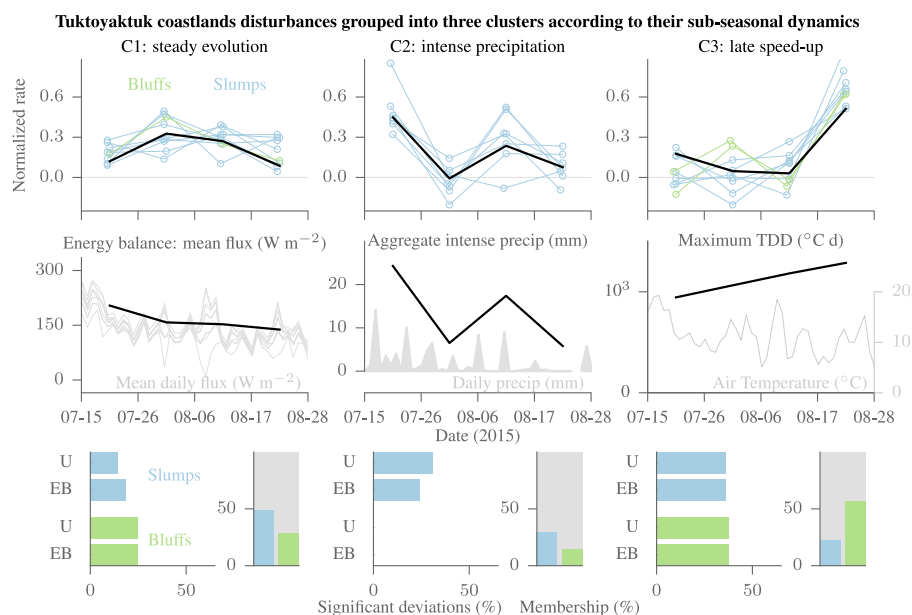 Tuktoyaktuk coastlands disturbances grouped into three clusters according to their sub-seasonal dynamics
C1: steady evolution
C2: intense precipitation
C3: late speed-up
Normalized rate
0.6
0.3
0.0
Bluffs
Slumps
0.6
0.3
0.0
0.6
0.3
0.0
Energy balance: mean flux (W m−2)
Aggregate intense precip (mm)
Maximum TDD (°C d)
300
150
0
Mean daily flux (W m−2)
20
10
0
Daily precip (mm)
10³
0
20
10
0
Air Temperature (°C)
07-15 07-26 08-06 08-17 08-28
07-15 07-26 08-06 08-17 08-28
07-15 07-26 08-06 08-17 08-28
Date (2015)
U
EB
U
EB
Slumps
Bluffs
0 50
50
0
U
EB
U
EB
0 50
50
0
U
EB
U
EB
0 50
50
0
Significant deviations (%)
Membership (%)